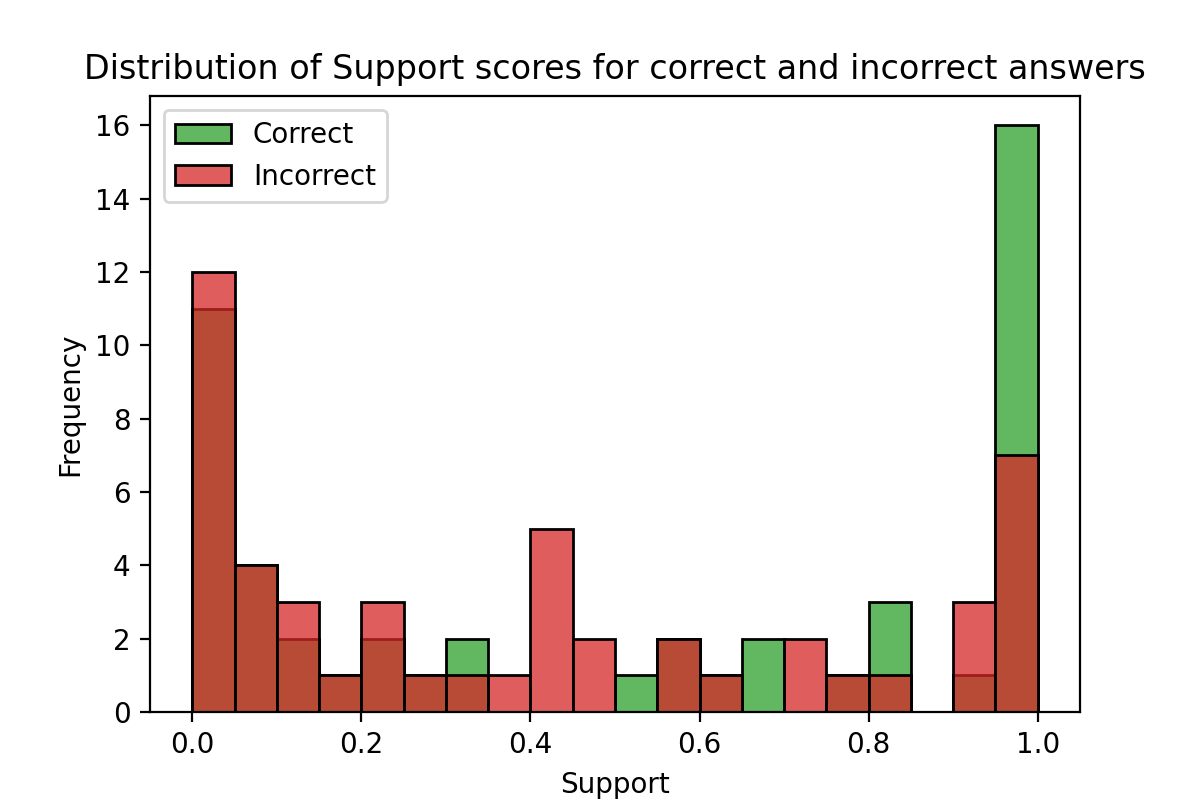 Distribution of Support scores for correct and incorrect answers
Correct
Incorrect
16
14
12
10
8
6
4
2
0
Frequency
0.0 0.2 0.4 0.6 0.8 1.0
Support